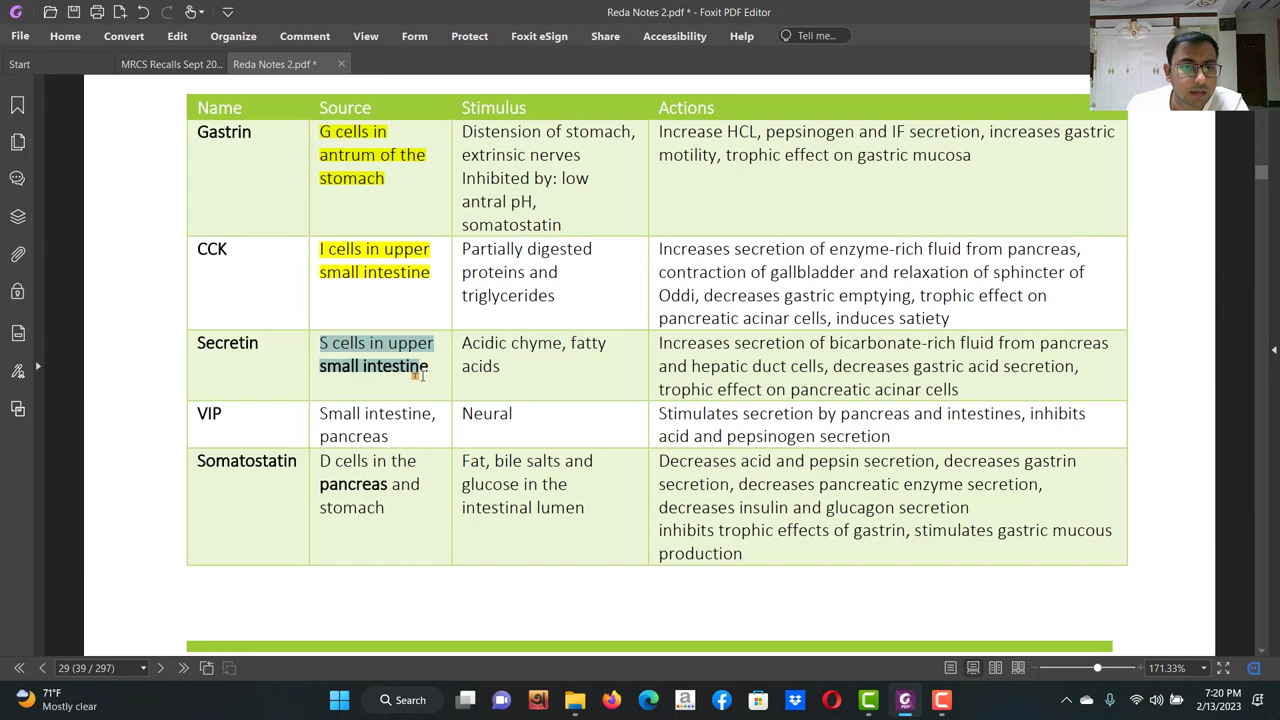 Reda Notes 2.pdf * - Foxit PDF Editor
File Home Convert Edit Organize Comment View Form Protect Foxit eSign Share Accessibility Help Tell me...
Start MRCS Recalls Sept 20... Reda Notes 2.pdf *
Name Source Stimulus Actions
Gastrin G cells in Distension of stomach, Increase HCL, pepsinogen and IF secretion, increases gastric
antrum of the extrinsic nerves motility, trophic effect on gastric mucosa
stomach Inhibited by: low
antral pH,
somatostatin
CCK I cells in upper Partially digested Increases secretion of enzyme-rich fluid from pancreas,
small intestine proteins and contraction of gallbladder and relaxation of sphincter of
triglycerides Oddi, decreases gastric emptying, trophic effect on
pancreatic acinar cells, induces satiety
Secretin S cells in upper Acidic chyme, fatty Increases secretion of bicarbonate-rich fluid from pancreas
small intestine acids and hepatic duct cells, decreases gastric acid secretion,
trophic effect on pancreatic acinar cells
VIP Small intestine, Neural Stimulates secretion by pancreas and intestines, inhibits
pancreas acid and pepsinogen secretion
Somatostatin D cells in the Fat, bile salts and Decreases acid and pepsin secretion, decreases gastrin
pancreas and glucose in the secretion, decreases pancreatic enzyme secretion,
stomach intestinal lumen decreases insulin and glucagon secretion
inhibits trophic effects of gastrin, stimulates gastric mucous
production
29 (39 / 297) 171.33%
71°F Search 7:20 PM
Mostly clear 2/13/2023